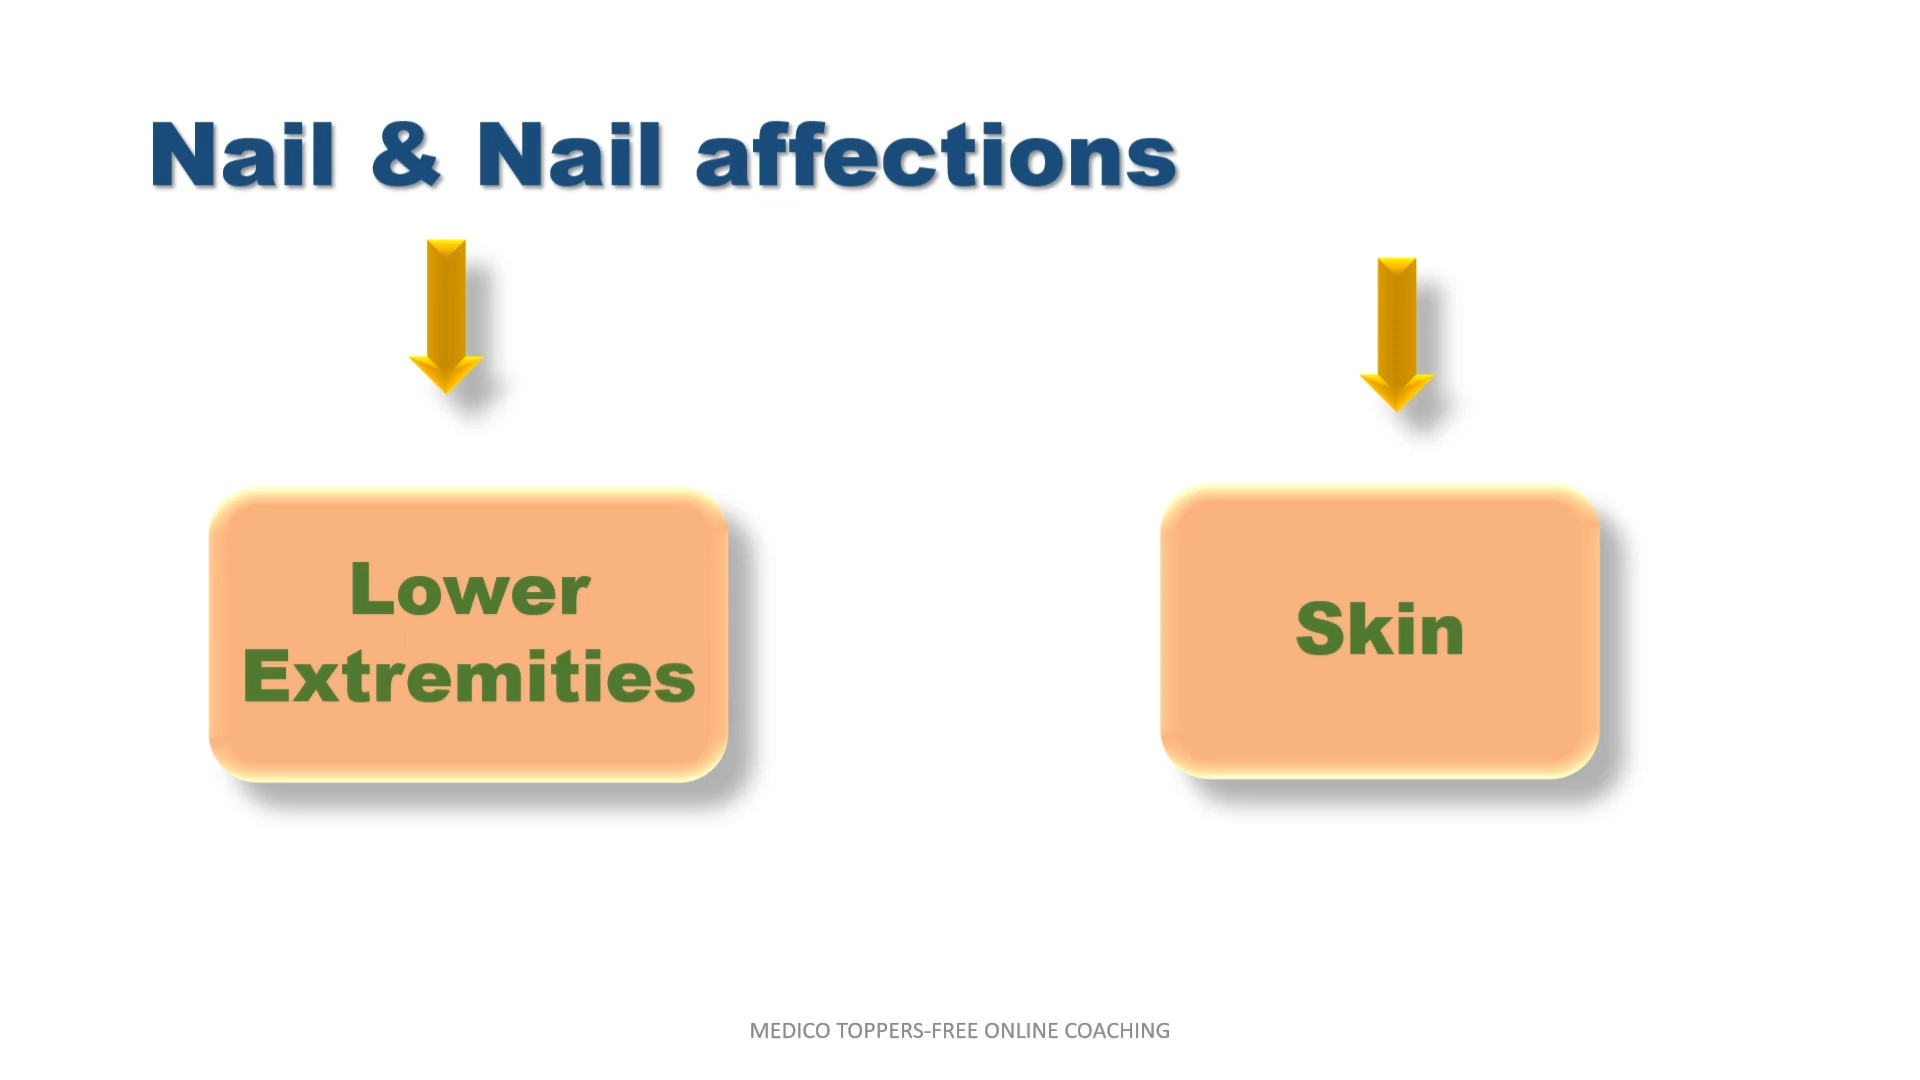 Nail & Nail affections
Lower
Extremities
Skin
MEDICO TOPPERS-FREE ONLINE COACHING